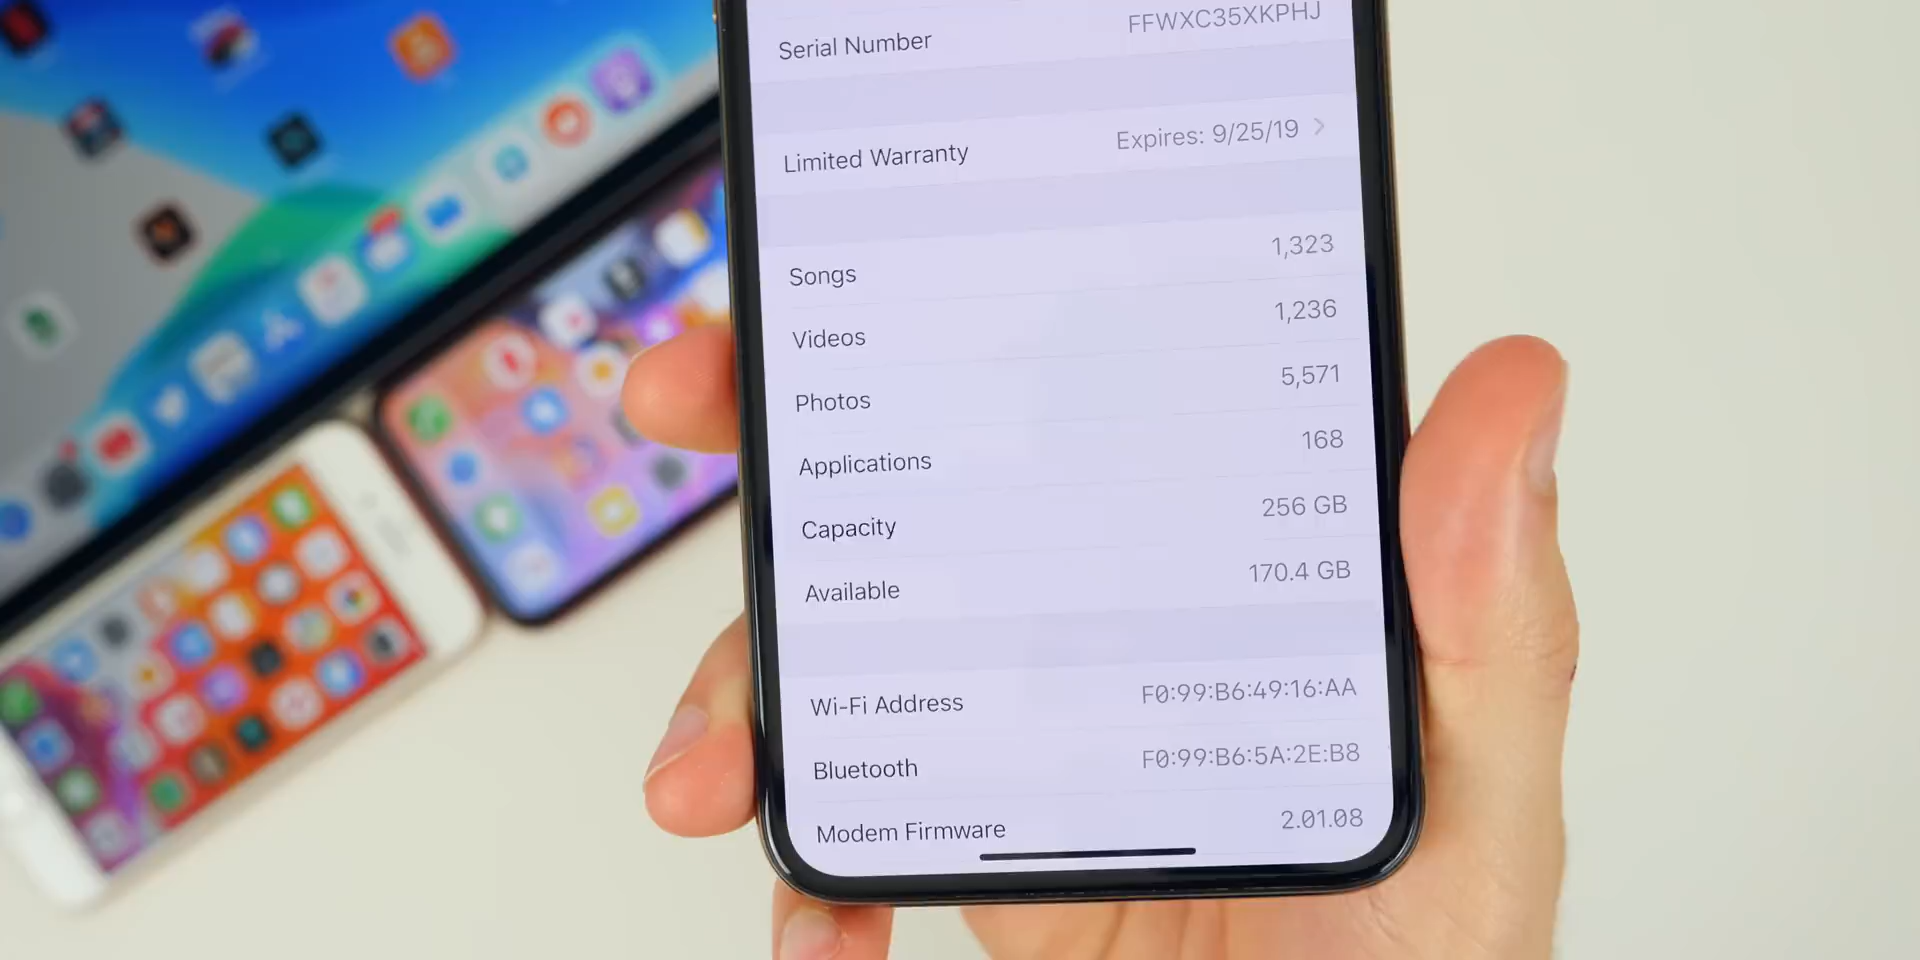 Serial Number FFWXC35XKPHJ
Limited Warranty Expires: 9/25/19
Songs 1,323
Videos 1,236
Photos 5,571
Applications 168
Capacity 256 GB
Available 170.4 GB
Wi-Fi Address F0:99:B6:49:16:AA
Bluetooth F0:99:B6:5A:2E:B8
Modem Firmware 2.01.08